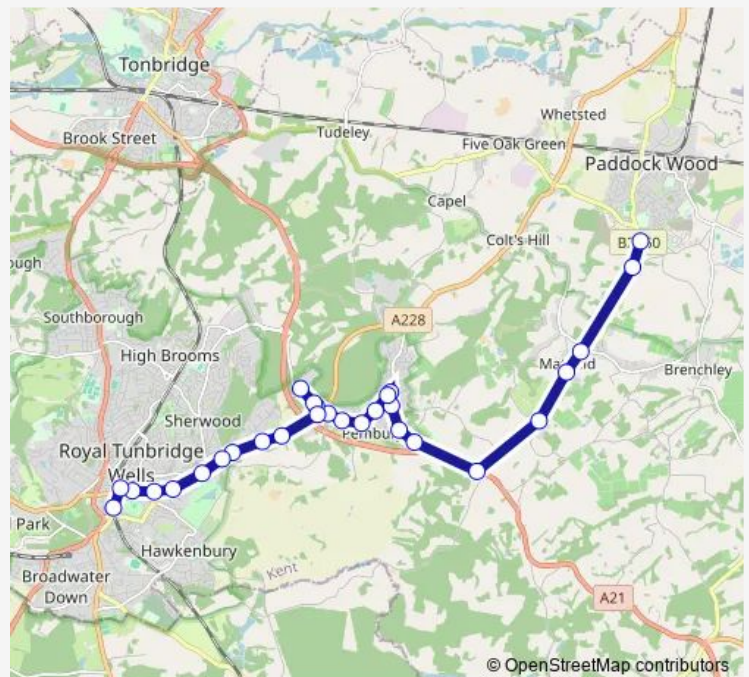 Tonbridge
Brook Street
Tudeley
Whetsted
Five Oak Green
Paddock Wood
Capel
Colt's Hill
ough
Southborough
A228
High Brooms
Brenchley
Sherwood
Royal Tunbridge
Wells
d Park
Hawkenbury
Kent
Broadwater
Down
A21
© OpenStreetMap contributors